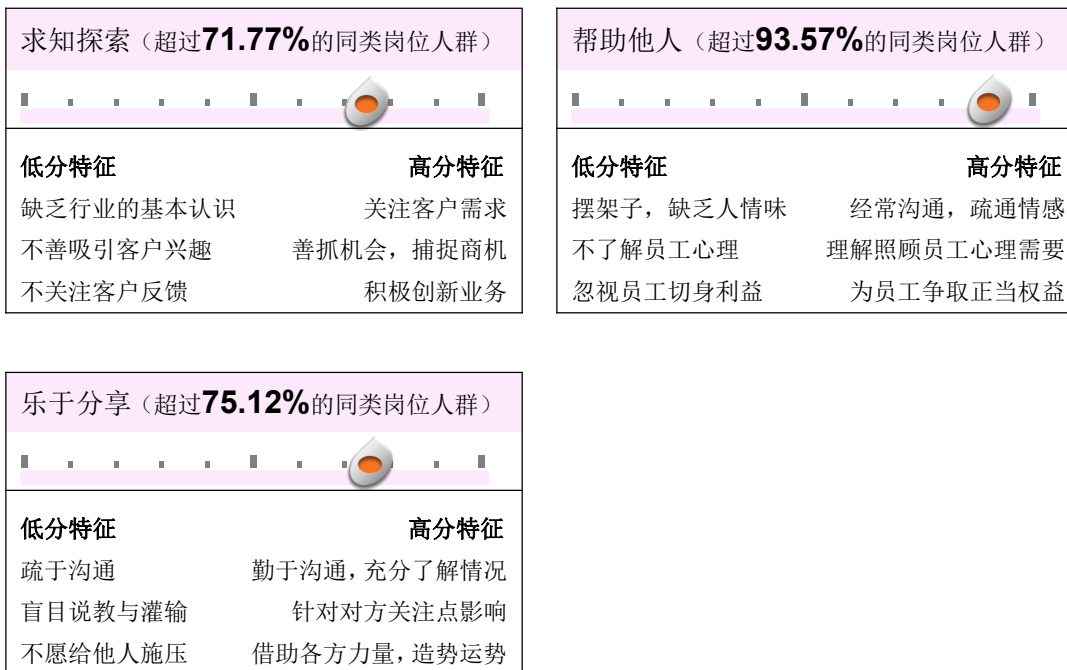 求知探索（超过71.77%的同类岗位人群）
低分特征 高分特征
缺乏行业的基本认识 关注客户需求
不善吸引客户兴趣 善抓机会，捕捉商机
不关注客户反馈 积极创新业务
帮助他人（超过93.57%的同类岗位人群）
低分特征 高分特征
摆架子，缺乏人情味 经常沟通，疏通情感
不了解员工心理 理解照顾员工心理需要
忽视员工切身利益 为员工争取正当权益
乐于分享（超过75.12%的同类岗位人群）
低分特征 高分特征
疏于沟通 勤于沟通，充分了解情况
盲目说教与灌输 针对对方关注点影响
不愿给他人施压 借助各方力量，造势运势